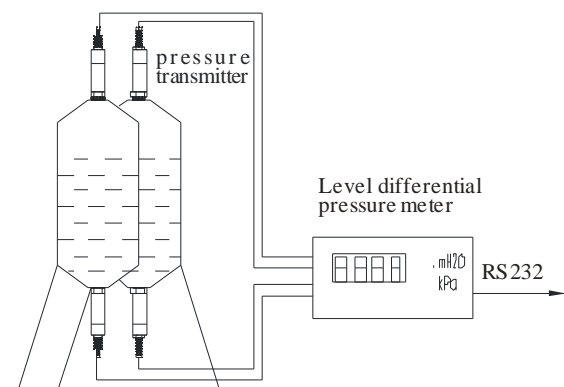 pressure
transmitter
Level differential
pressure meter
.mH2O
kPa
RS232